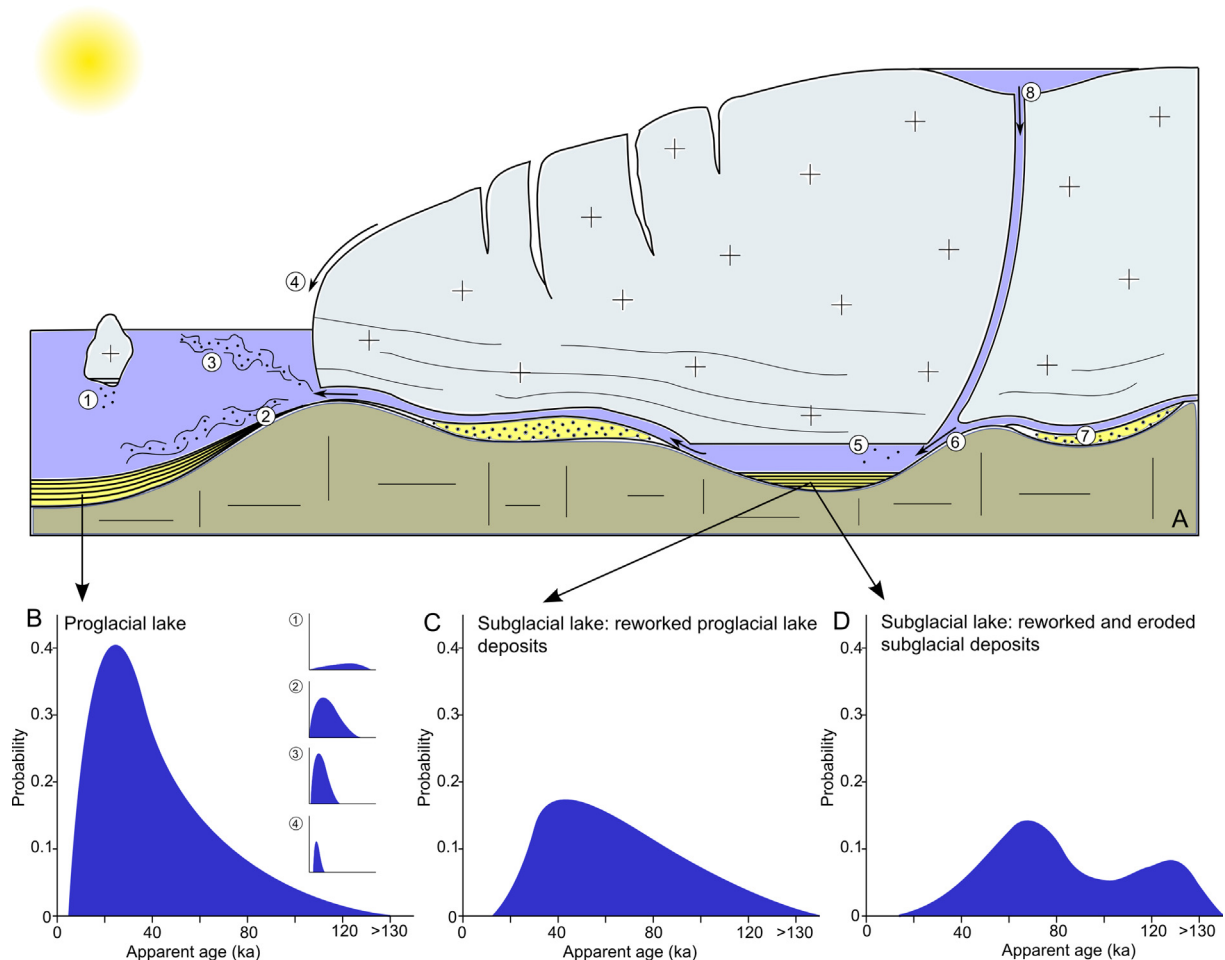 8
4
3
1
2
5
6
7
A
B
Proglacial lake
C
Subglacial lake: reworked proglacial lake
deposits
D
Subglacial lake: reworked and eroded
subglacial deposits
0.4
0.3
0.2
0.1
0
Probability
1
2
3
4
0 40 80 120 >130
Apparent age (ka)
0.4
0.3
0.2
0.1
0
Probability
0 40 80 120 >130
Apparent age (ka)
0.4
0.3
0.2
0.1
0
Probability
0 40 80 120 >130
Apparent age (ka)